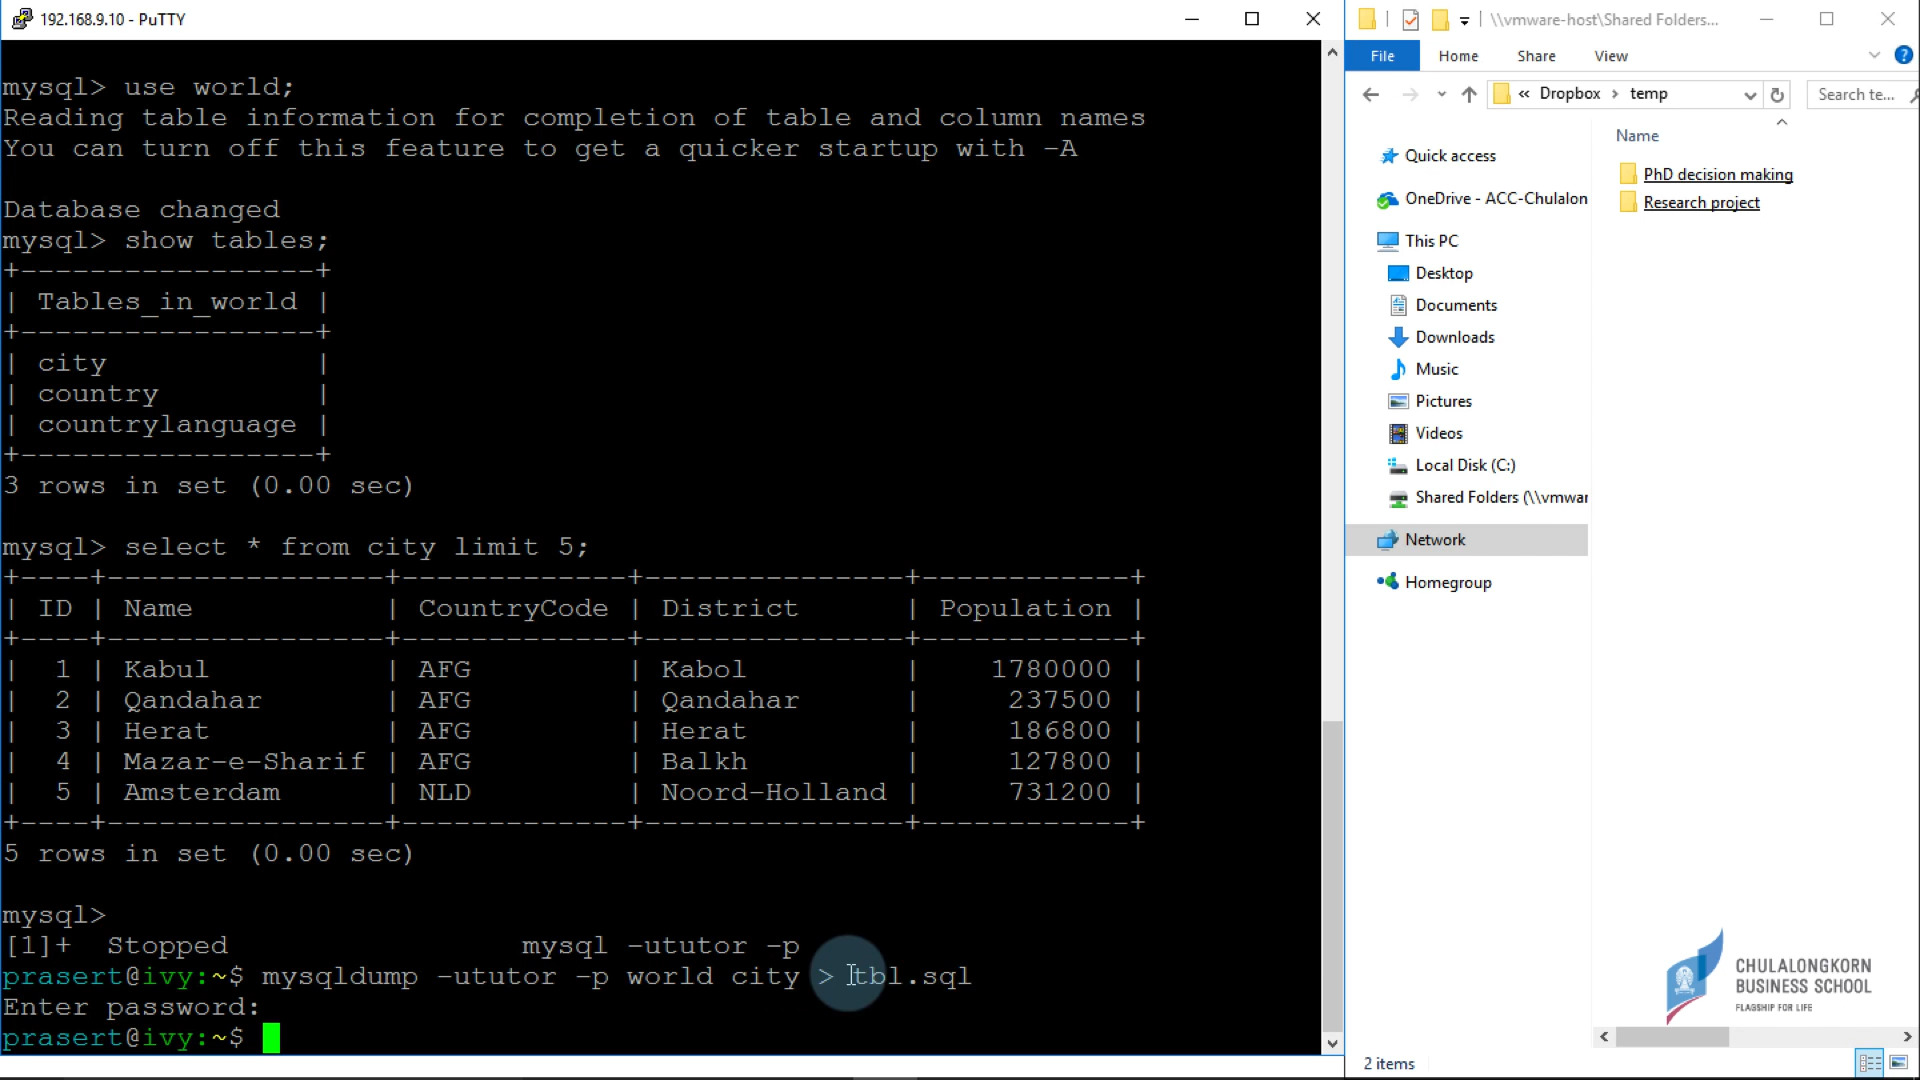 192.168.9.10 - PuTTY
mysql> use world;
Reading table information for completion of table and column names
You can turn off this feature to get a quicker startup with -A
Database changed
mysql> show tables;
+-----------------+
| Tables_in_world |
+-----------------+
| city            |
| country         |
| countrylanguage |
+-----------------+
3 rows in set (0.00 sec)
mysql> select * from city limit 5;
+----+----------------+-------------+---------------+------------+
| ID | Name           | CountryCode | District      | Population |
+----+----------------+-------------+---------------+------------+
|  1 | Kabul          | AFG         | Kabol         |    1780000 |
|  2 | Qandahar       | AFG         | Qandahar      |     237500 |
|  3 | Herat          | AFG         | Herat         |     186800 |
|  4 | Mazar-e-Sharif | AFG         | Balkh         |     127800 |
|  5 | Amsterdam      | NLD         | Noord-Holland |     731200 |
+----+----------------+-------------+---------------+------------+
5 rows in set (0.00 sec)
mysql>
[1]+  Stopped                 mysql -ututor -p
prasert@ivy:~$ mysqldump -ututor -p world city > tbl.sql
Enter password:
prasert@ivy:~$
\\vmware-host\Shared Folders...
File Home Share View
« Dropbox > temp
Search te...
Name
PhD decision making
Research project
Quick access
OneDrive - ACC-Chulalon
This PC
Desktop
Documents
Downloads
Music
Pictures
Videos
Local Disk (C:)
Shared Folders (\\vmwar
Network
Homegroup
CHULALONGKORN
BUSINESS SCHOOL
FLAGSHIP FOR LIFE
2 items